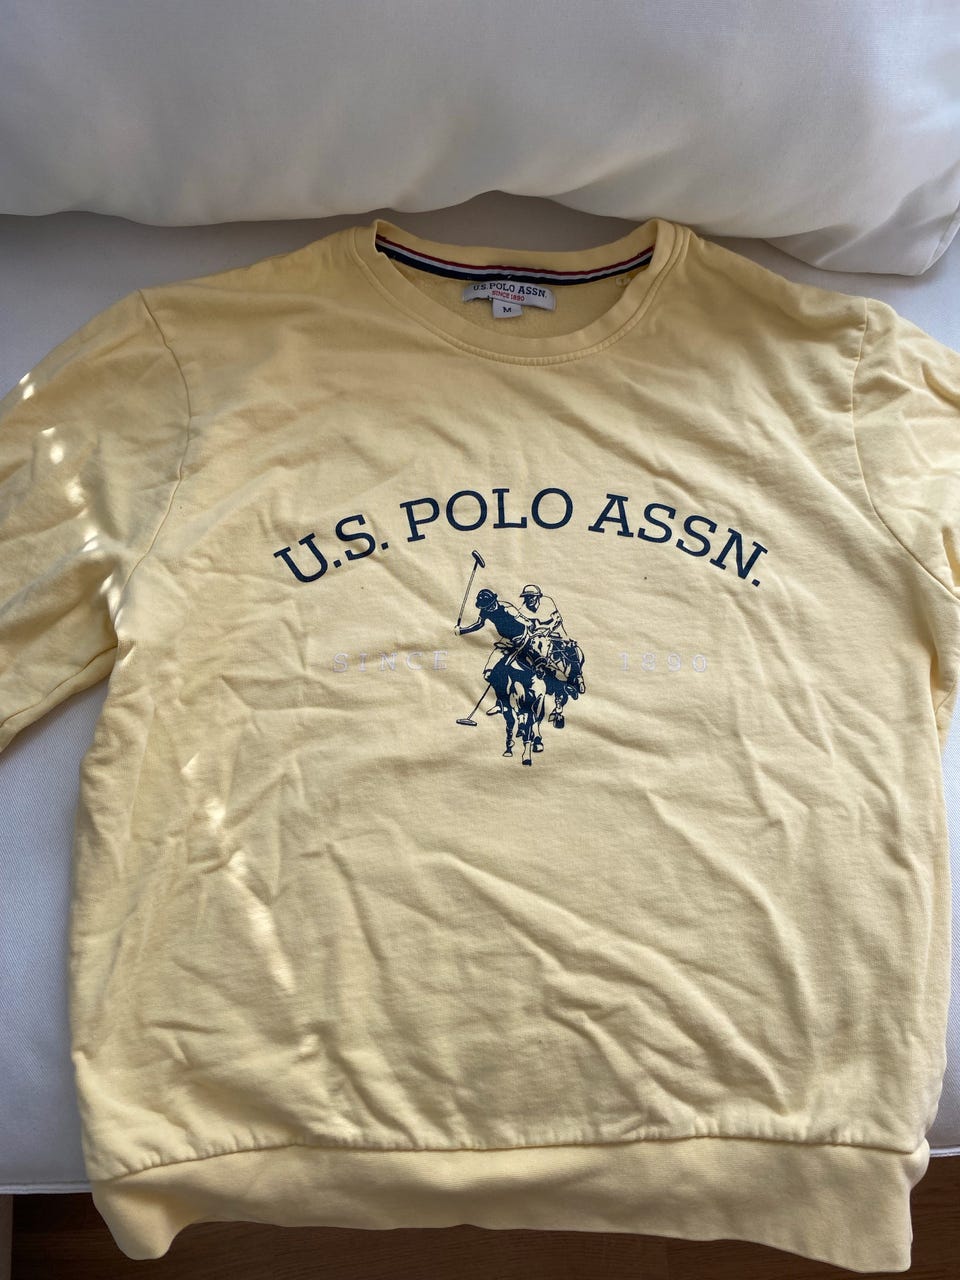 U.S. POLO ASSN.
SINCE 1890
M
U.S. POLO ASSN.
SINCE 1890